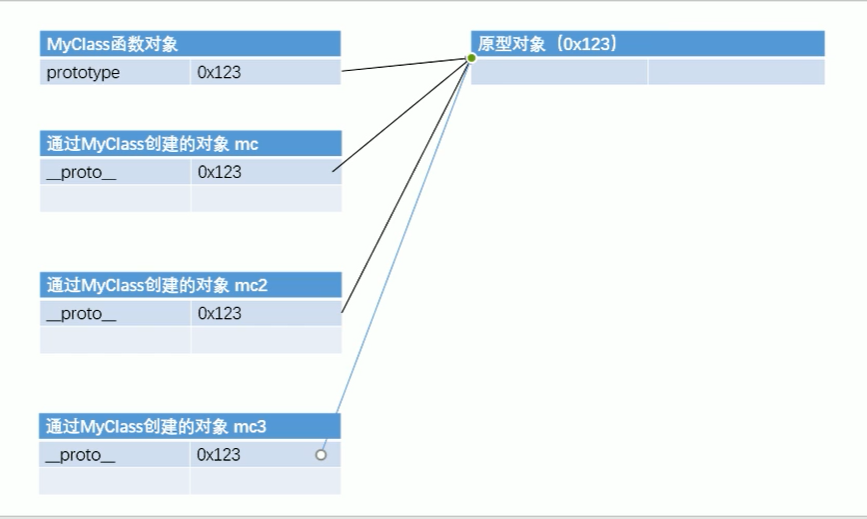 MyClass函数对象
prototype 0x123
原型对象（0x123）
通过MyClass创建的对象 mc
__proto__ 0x123
通过MyClass创建的对象 mc2
__proto__ 0x123
通过MyClass创建的对象 mc3
__proto__ 0x123